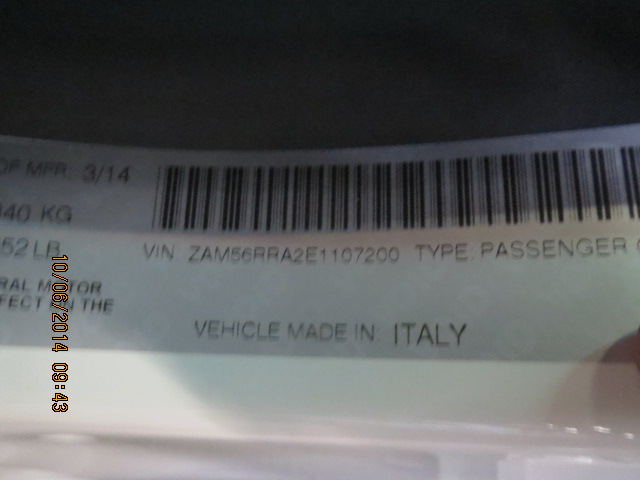 OF MFR: 3/14
340 KG
52 LB
VIN: ZAM56RRA2E1107200 TYPE: PASSENGER
RAL MOTOR
FECT ON THE
VEHICLE MADE IN: ITALY
10/06/2014 09:43